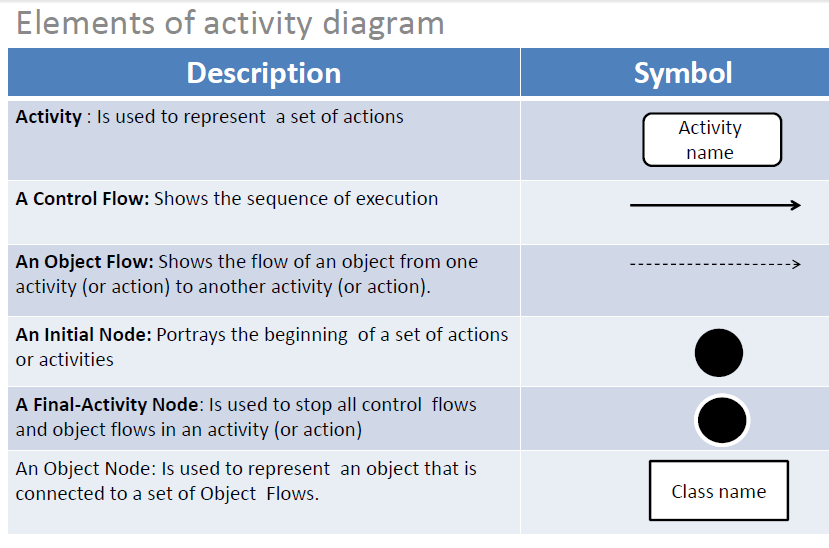 Elements of activity diagram
Description
Symbol
Activity : Is used to represent a set of actions
Activity
name
A Control Flow: Shows the sequence of execution
An Object Flow: Shows the flow of an object from one
activity (or action) to another activity (or action).
An Initial Node: Portrays the beginning of a set of actions
or activities
A Final-Activity Node: Is used to stop all control flows
and object flows in an activity (or action)
An Object Node: Is used to represent an object that is
connected to a set of Object Flows.
Class name